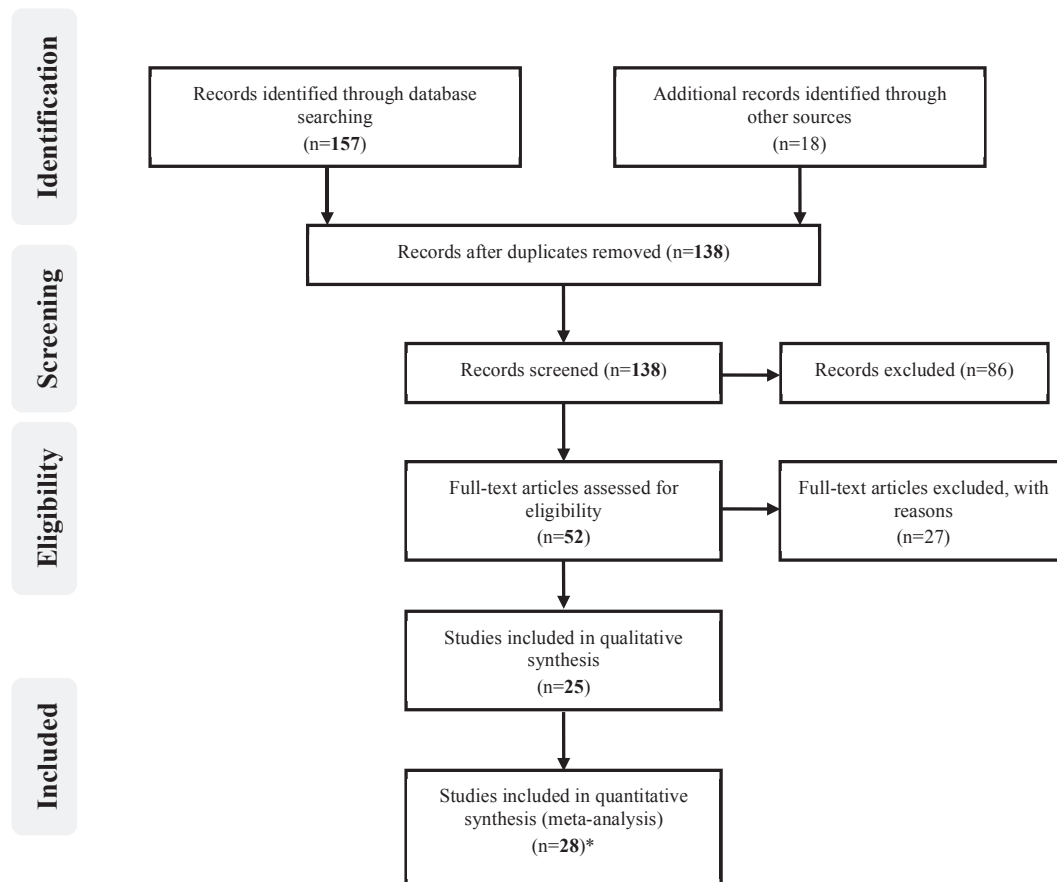 Identification
Records identified through database
searching
(n=157)
Additional records identified through
other sources
(n=18)
Records after duplicates removed (n=138)
Screening
Records screened (n=138)
Records excluded (n=86)
Eligibility
Full-text articles assessed for
eligibility
(n=52)
Full-text articles excluded, with
reasons
(n=27)
Studies included in qualitative
synthesis
(n=25)
Included
Studies included in quantitative
synthesis (meta-analysis)
(n=28)*